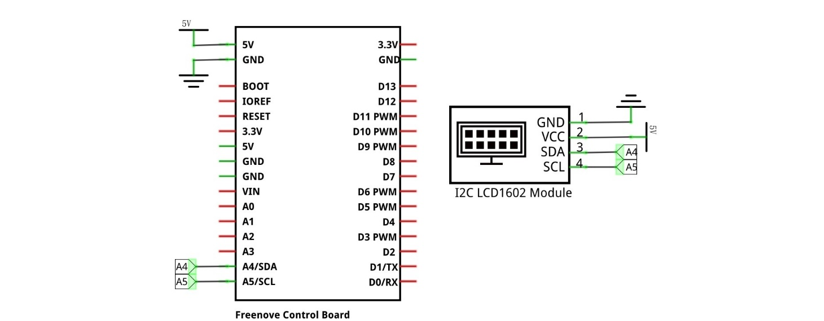 5V
5V
GND
BOOT
IOREF
RESET
3.3V
5V
GND
GND
VIN
A0
A1
A2
A3
A4 A4/SDA
A5 A5/SCL
3.3V
GND
D13
D12
D11 PWM
D10 PWM
D9 PWM
D8
D7
D6 PWM
D5 PWM
D4
D3 PWM
D2
D1/TX
D0/RX
Freenove Control Board
GND 1
VCC 2 5V
SDA 3 A4
SCL 4 A5
I2C LCD1602 Module